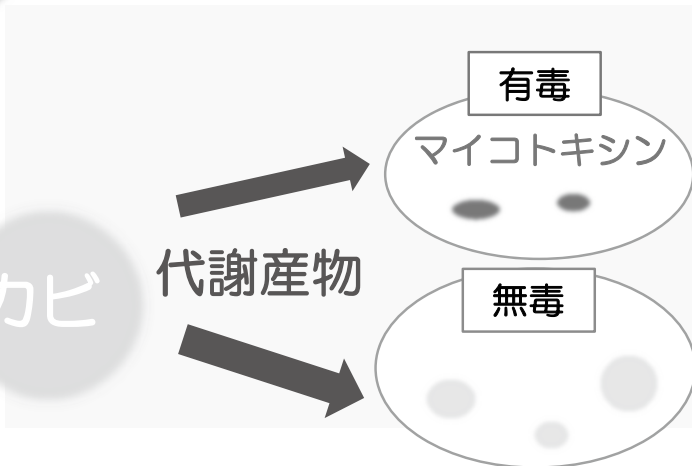 有毒
マイコトキシン
カビ
代謝産物
無毒